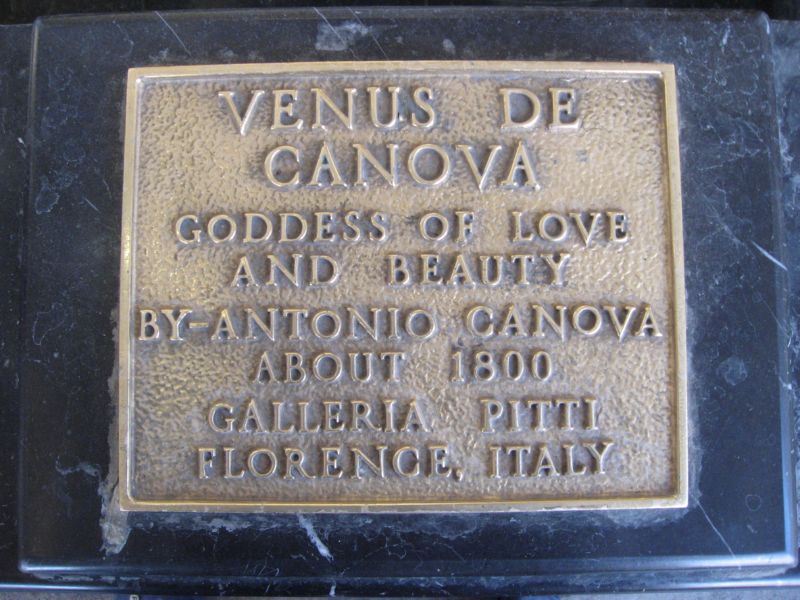 VENUS DE
CANOVA
GODDESS OF LOVE
AND BEAUTY
BY-ANTONIO CANOVA
ABOUT 1800
GALLERIA PITTI
FLORENCE, ITALY